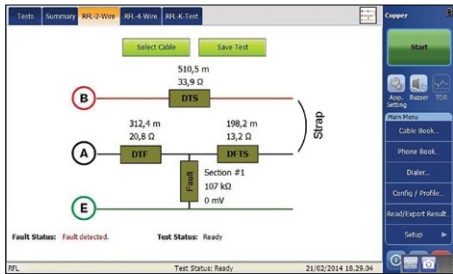 Tests Summary RFL-2-Wire RFL-4-Wire RFL-K-Test
Copper
Select Cable Save Test
Start
510,5 m
33,9 Ω
B DTS
App. Setting Buzzer TDR
Main Menu
312,4 m 198,2 m
20,8 Ω 13,2 Ω
Strap
Cable Book...
A DTF DFTS
Phone Book...
Fault
Section #1
107 kΩ
0 mV
Dialer...
E
Config / Profile...
Read/Export Result...
Fault Status: Fault detected. Test Status: Ready
Setup
RFL Test Status: Ready 21/02/2014 18.29.04